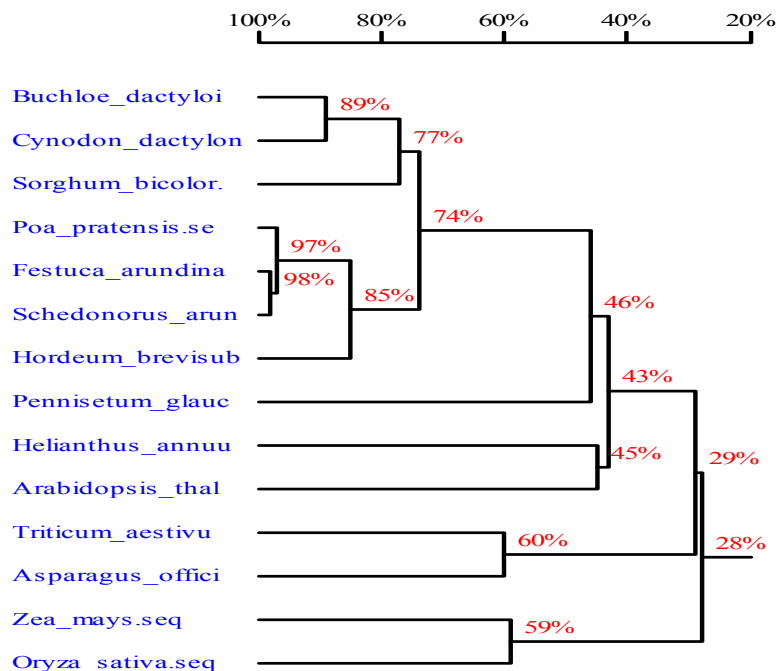 100% 80% 60% 40% 20%
Buchloe_dactyloi
89%
Cynodon_dactylon
77%
Sorghum_bicolor.
Poa_pratensis.se
74%
97%
Festuca_arundina
98%
85%
Schedonorus_arun
46%
Hordeum_brevisub
43%
Pennisetum_glauc
Helianthus_annuu
45%
29%
Arabidopsis_thal
Triticum_aestivu
60%
28%
Asparagus_offici
Zea_mays.seq
59%
Oryza_sativa.seq